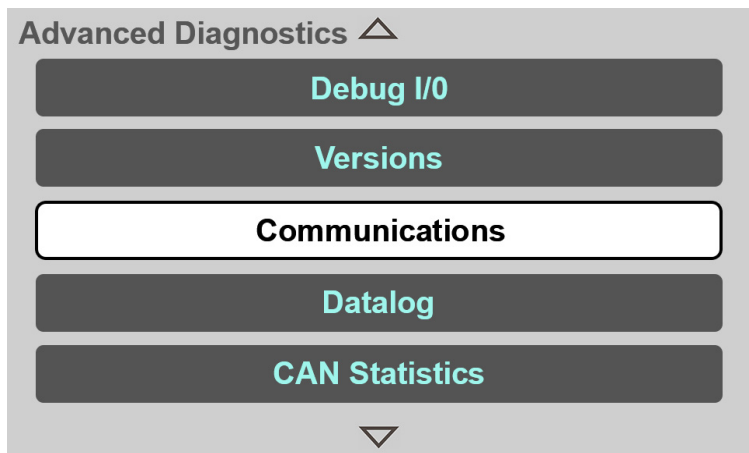 Advanced Diagnostics
Debug I/0
Versions
Communications
Datalog
CAN Statistics